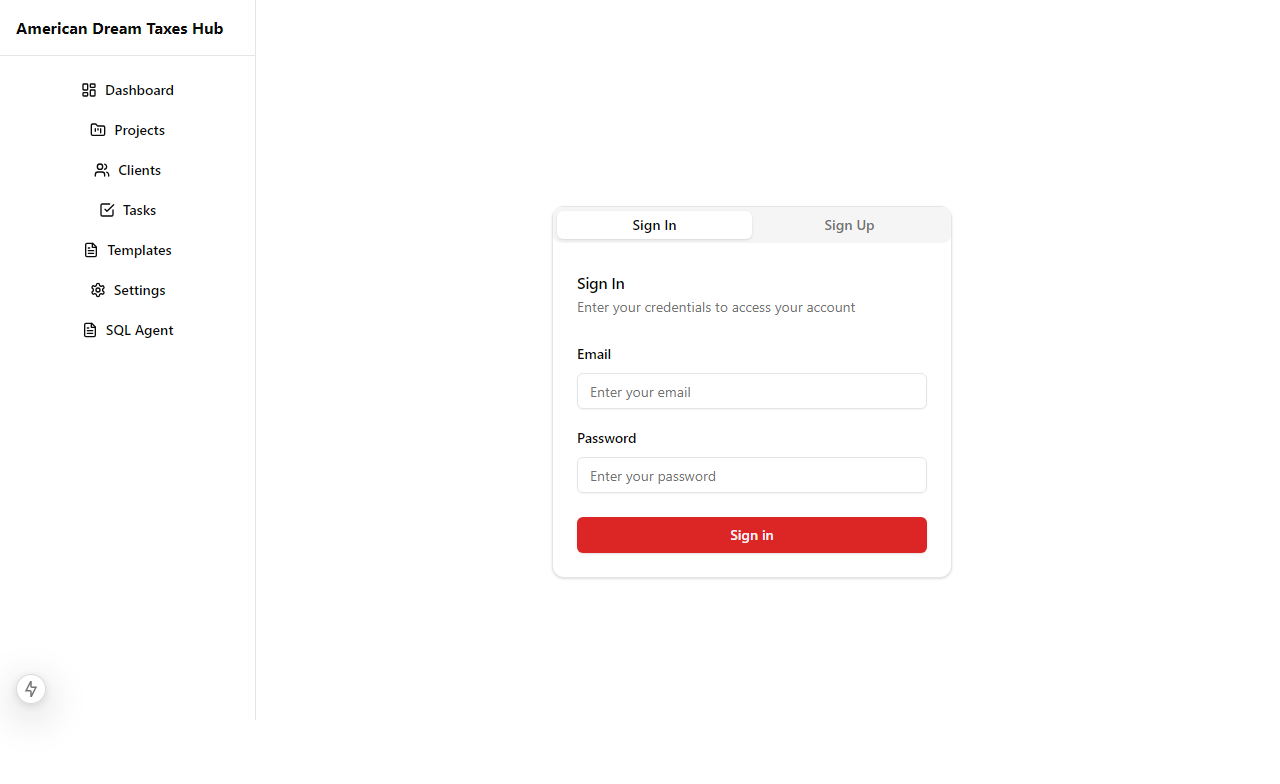 American Dream Taxes Hub
Dashboard
Projects
Clients
Tasks
Templates
Settings
SQL Agent
Sign In
Sign Up
Sign In
Enter your credentials to access your account
Email
Enter your email
Password
Enter your password
Sign in